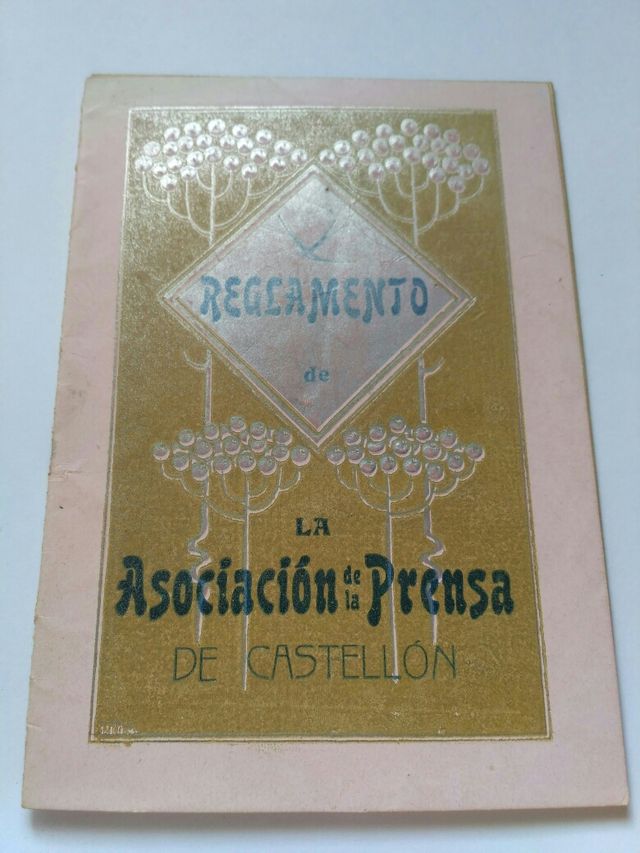 REGLAMENTO
de
LA
Asociación de la Prensa
DE CASTELLÓN